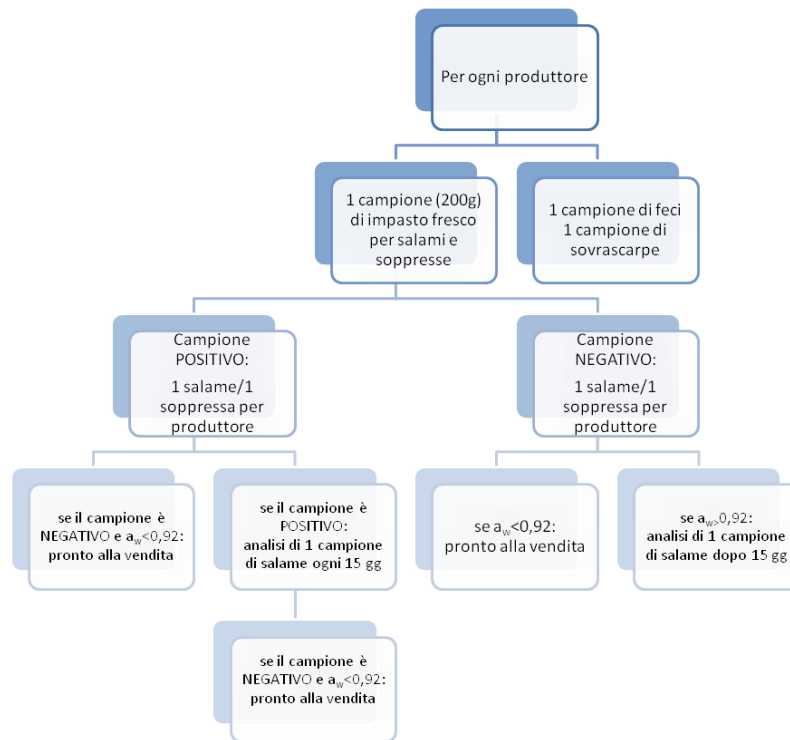 Per ogni produttore
1 campione (200g)
di impasto fresco
per salami e
soppresse
1 campione di feci
1 campione di
sovrascarpe
Campione
POSITIVO:
1 salame/1
soppressa per
produttore
Campione
NEGATIVO:
1 salame/1
soppressa per
produttore
se il campione è
NEGATIVO e aw<0,92:
pronto alla vendita
se il campione è
POSITIVO:
analisi di 1 campione
di salame ogni 15 gg
se aw<0,92:
pronto alla vendita
se aw>0,92:
analisi di 1 campione
di salame dopo 15 gg
se il campione è
NEGATIVO e aw<0,92:
pronto alla vendita